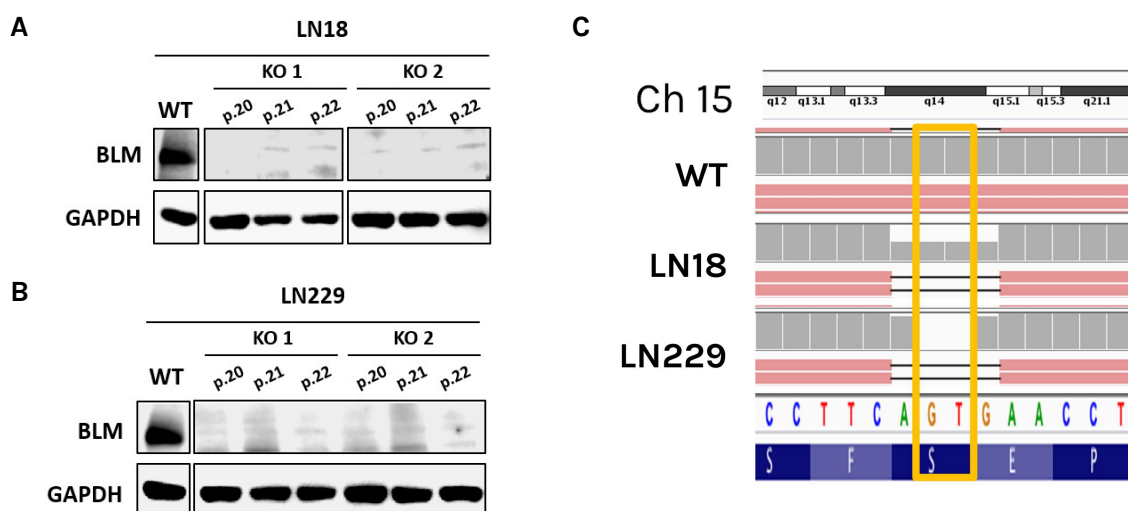 A
LN18
KO 1 KO 2
WT p.20 p.21 p.22 p.20 p.21 p.22
BLM
GAPDH
B
LN229
KO 1 KO 2
WT p.20 p.21 p.22 p.20 p.21 p.22
BLM
GAPDH
C
Ch 15
q12 q13.1 q13.3 q14 q15.1 q15.3 q21.1
WT
LN18
LN229
C C T T C A G T G A A C C T
S F S E P